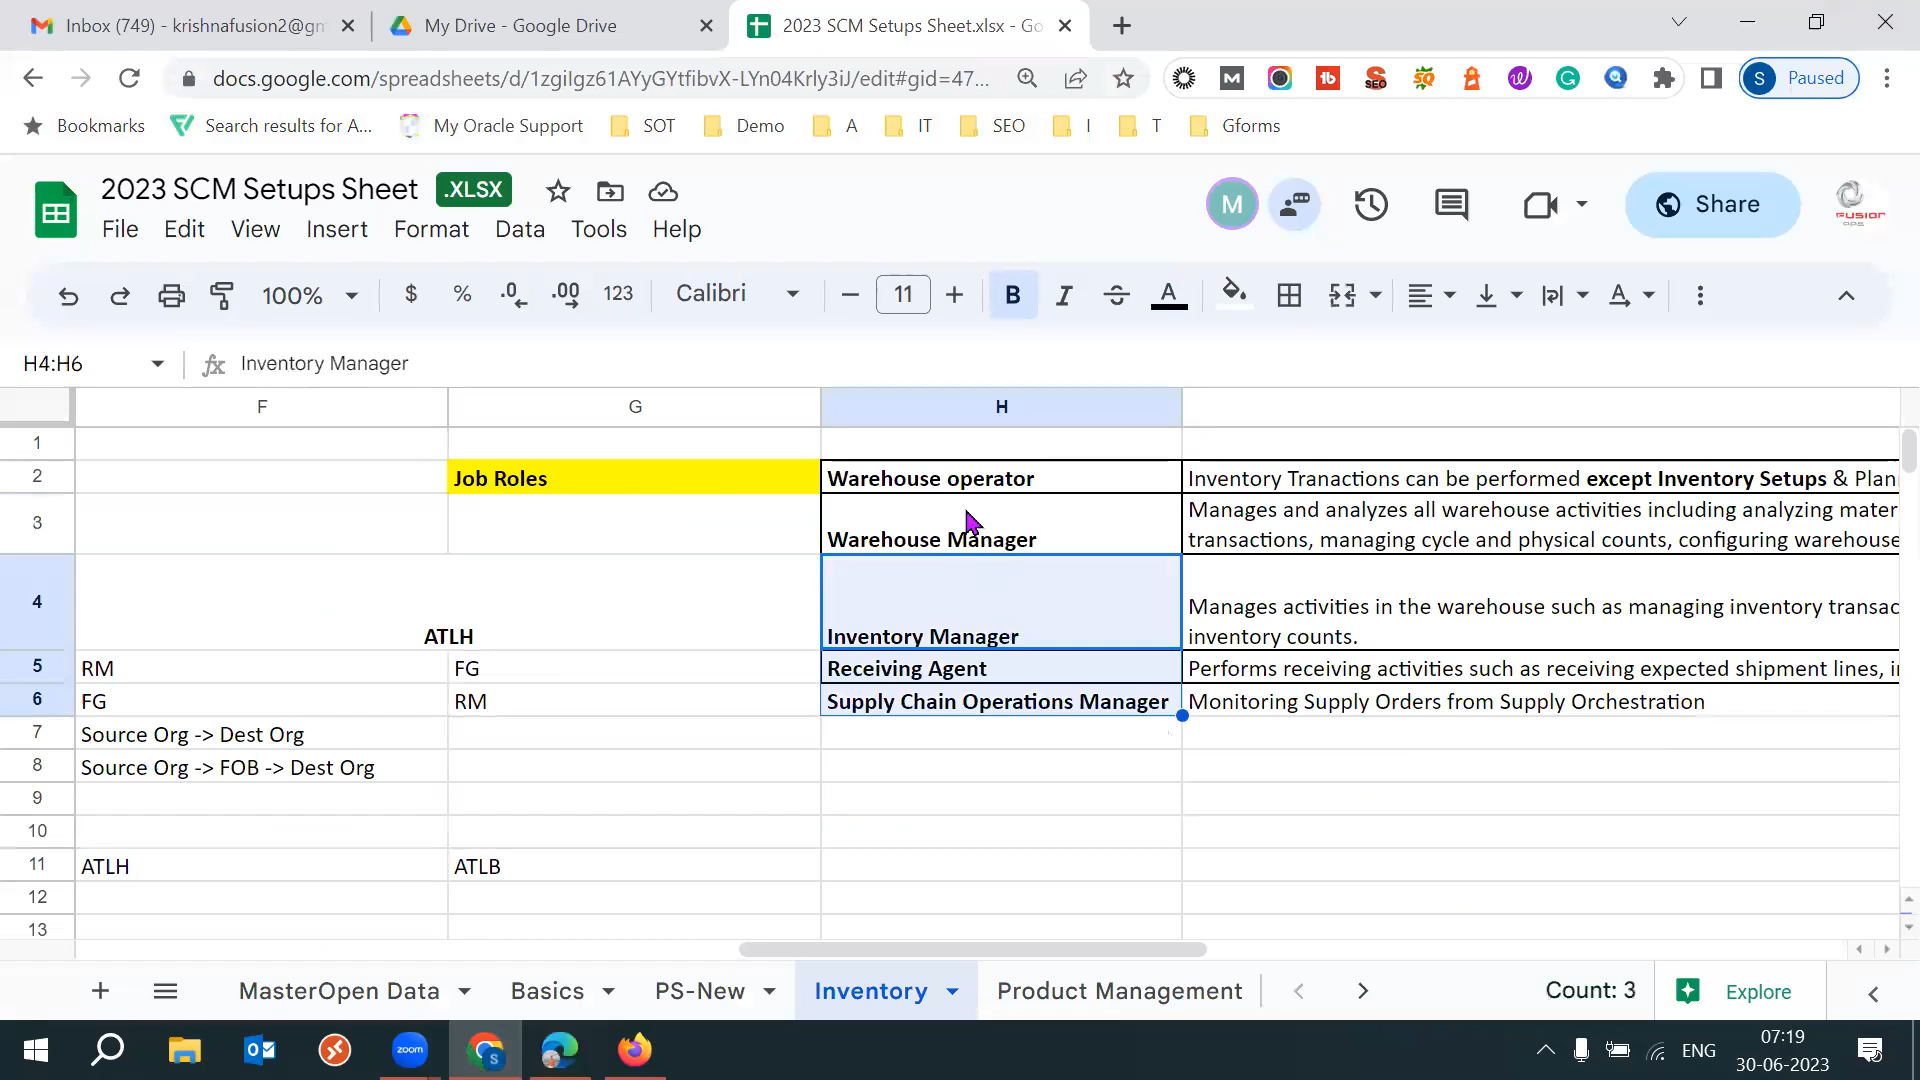 Inbox (749) - krishnafusion2@gm
My Drive - Google Drive
2023 SCM Setups Sheet.xlsx - Go
docs.google.com/spreadsheets/d/1zgiIgz61AYyGYtfibvX-LYn04Krly3iJ/edit#gid=47...
S Paused
Bookmarks
Search results for A...
My Oracle Support
SOT
Demo
A
IT
SEO
I
T
Gforms
2023 SCM Setups Sheet .XLSX
M
Share
FUSION
OPS
File Edit View Insert Format Data Tools Help
100% $ % .0 .00 123 Calibri 11 B I S A
H4:H6 fx Inventory Manager
F G H
1
2 Job Roles Warehouse operator Inventory Tranactions can be performed except Inventory Setups & Plan
3 Warehouse Manager Manages and analyzes all warehouse activities including analyzing mater
transactions, managing cycle and physical counts, configuring warehouse
4 ATLH Inventory Manager Manages activities in the warehouse such as managing inventory transac
inventory counts.
5 RM FG Receiving Agent Performs receiving activities such as receiving expected shipment lines, i
6 FG RM Supply Chain Operations Manager Monitoring Supply Orders from Supply Orchestration
7 Source Org -> Dest Org
8 Source Org -> FOB -> Dest Org
9
10
11 ATLH ATLB
12
13
MasterOpen Data Basics PS-New Inventory Product Management Count: 3 Explore
zoom
ENG
07:19
30-06-2023